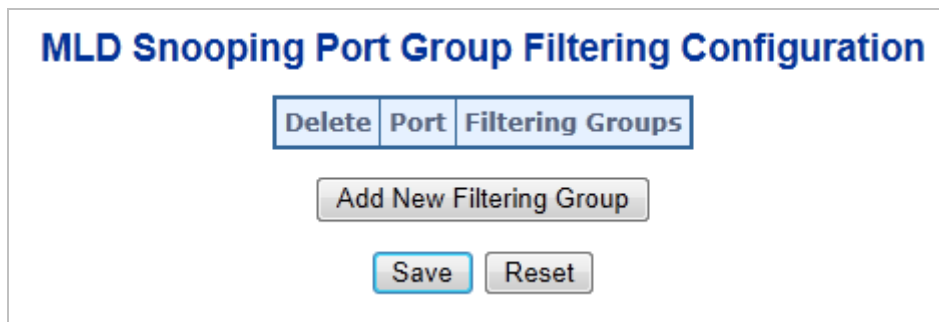 MLD Snooping Port Group Filtering Configuration
Delete Port Filtering Groups
Add New Filtering Group
Save Reset